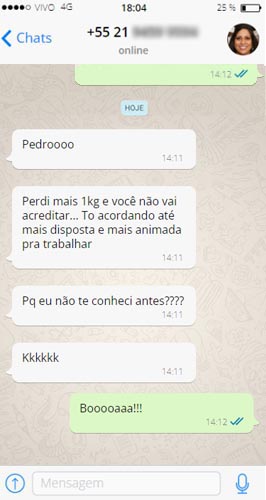 VIVO 4G 18:04 25 %
Chats +55 21
online
14:12
HOJE
Pedroooo
14:11
Perdi mais 1kg e você não vai
acreditar... To acordando até
mais disposta e mais animada
pra trabalhar
14:11
Pq eu não te conheci antes????
14:11
Kkkkkk
14:11
Booooaaa!!!
14:12
Mensagem